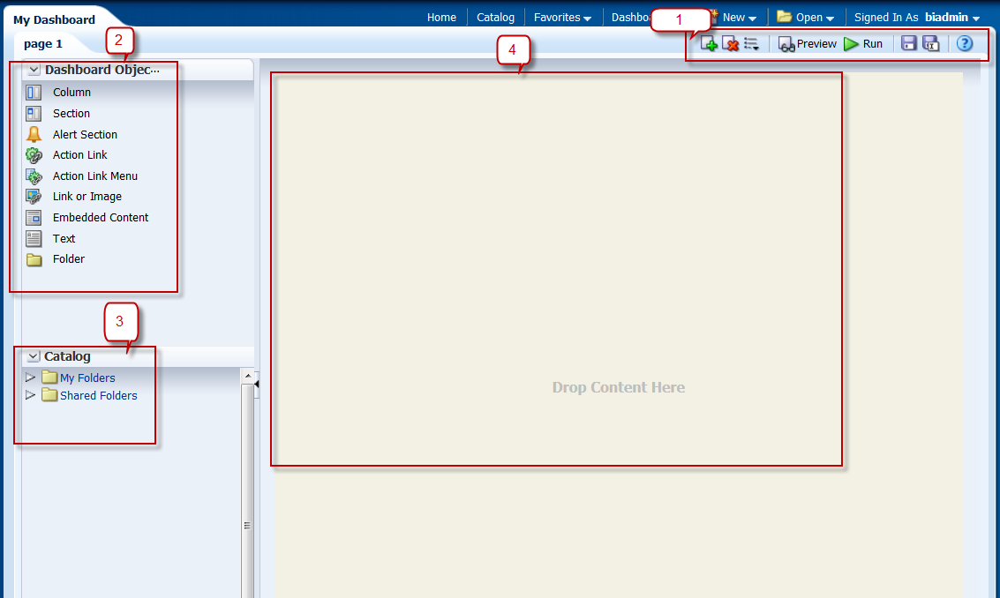 My Dashboard
Home Catalog Favorites Dashbo 1 New Open Signed In As biadmin
page 1
2
4
Preview Run ?
Dashboard Objec...
Column
Section
Alert Section
Action Link
Action Link Menu
Link or Image
Embedded Content
Text
Folder
3
Catalog
My Folders
Shared Folders
Drop Content Here